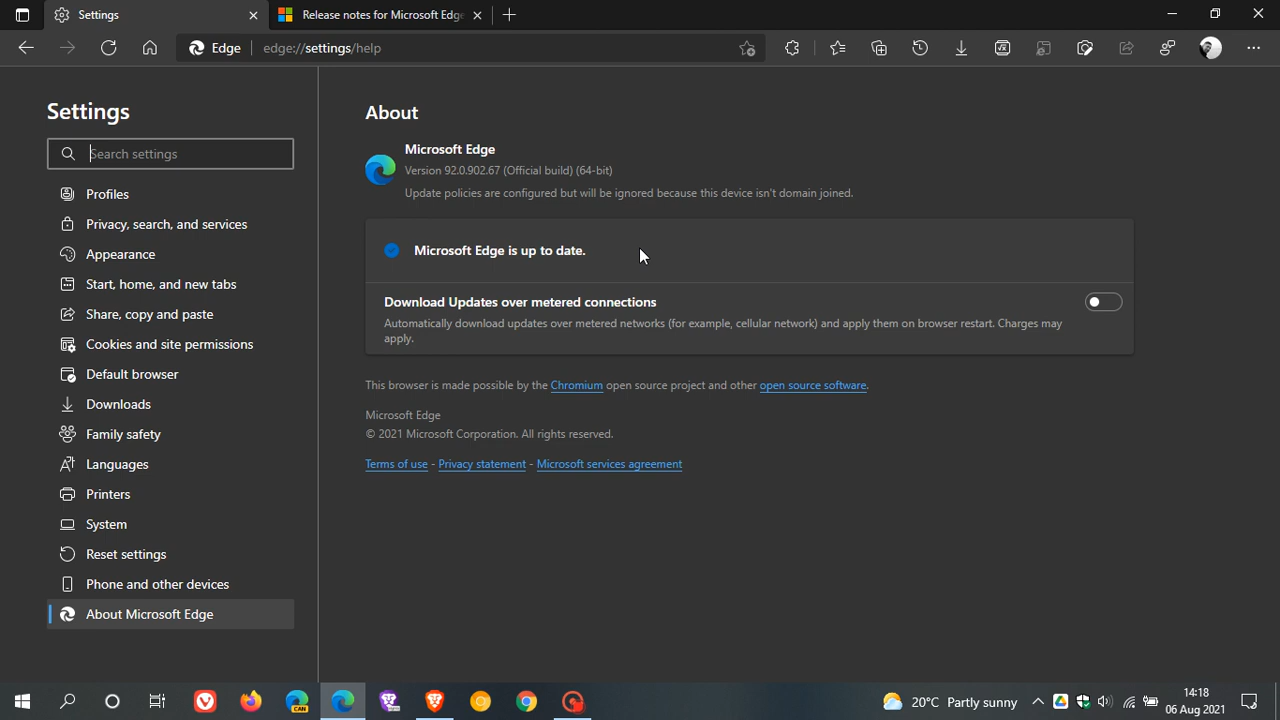 Settings
Release notes for Microsoft Edge
Edge
edge://settings/help
Settings
Search settings
Profiles
Privacy, search, and services
Appearance
Start, home, and new tabs
Share, copy and paste
Cookies and site permissions
Default browser
Downloads
Family safety
Languages
Printers
System
Reset settings
Phone and other devices
About Microsoft Edge
About
Microsoft Edge
Version 92.0.902.67 (Official build) (64-bit)
Update policies are configured but will be ignored because this device isn't domain joined.
Microsoft Edge is up to date.
Download Updates over metered connections
Automatically download updates over metered networks (for example, cellular network) and apply them on browser restart. Charges may
apply.
This browser is made possible by the Chromium open source project and other open source software.
Microsoft Edge
© 2021 Microsoft Corporation. All rights reserved.
Terms of use - Privacy statement - Microsoft services agreement
CAN
20°C Partly sunny
14:18
06 Aug 2021